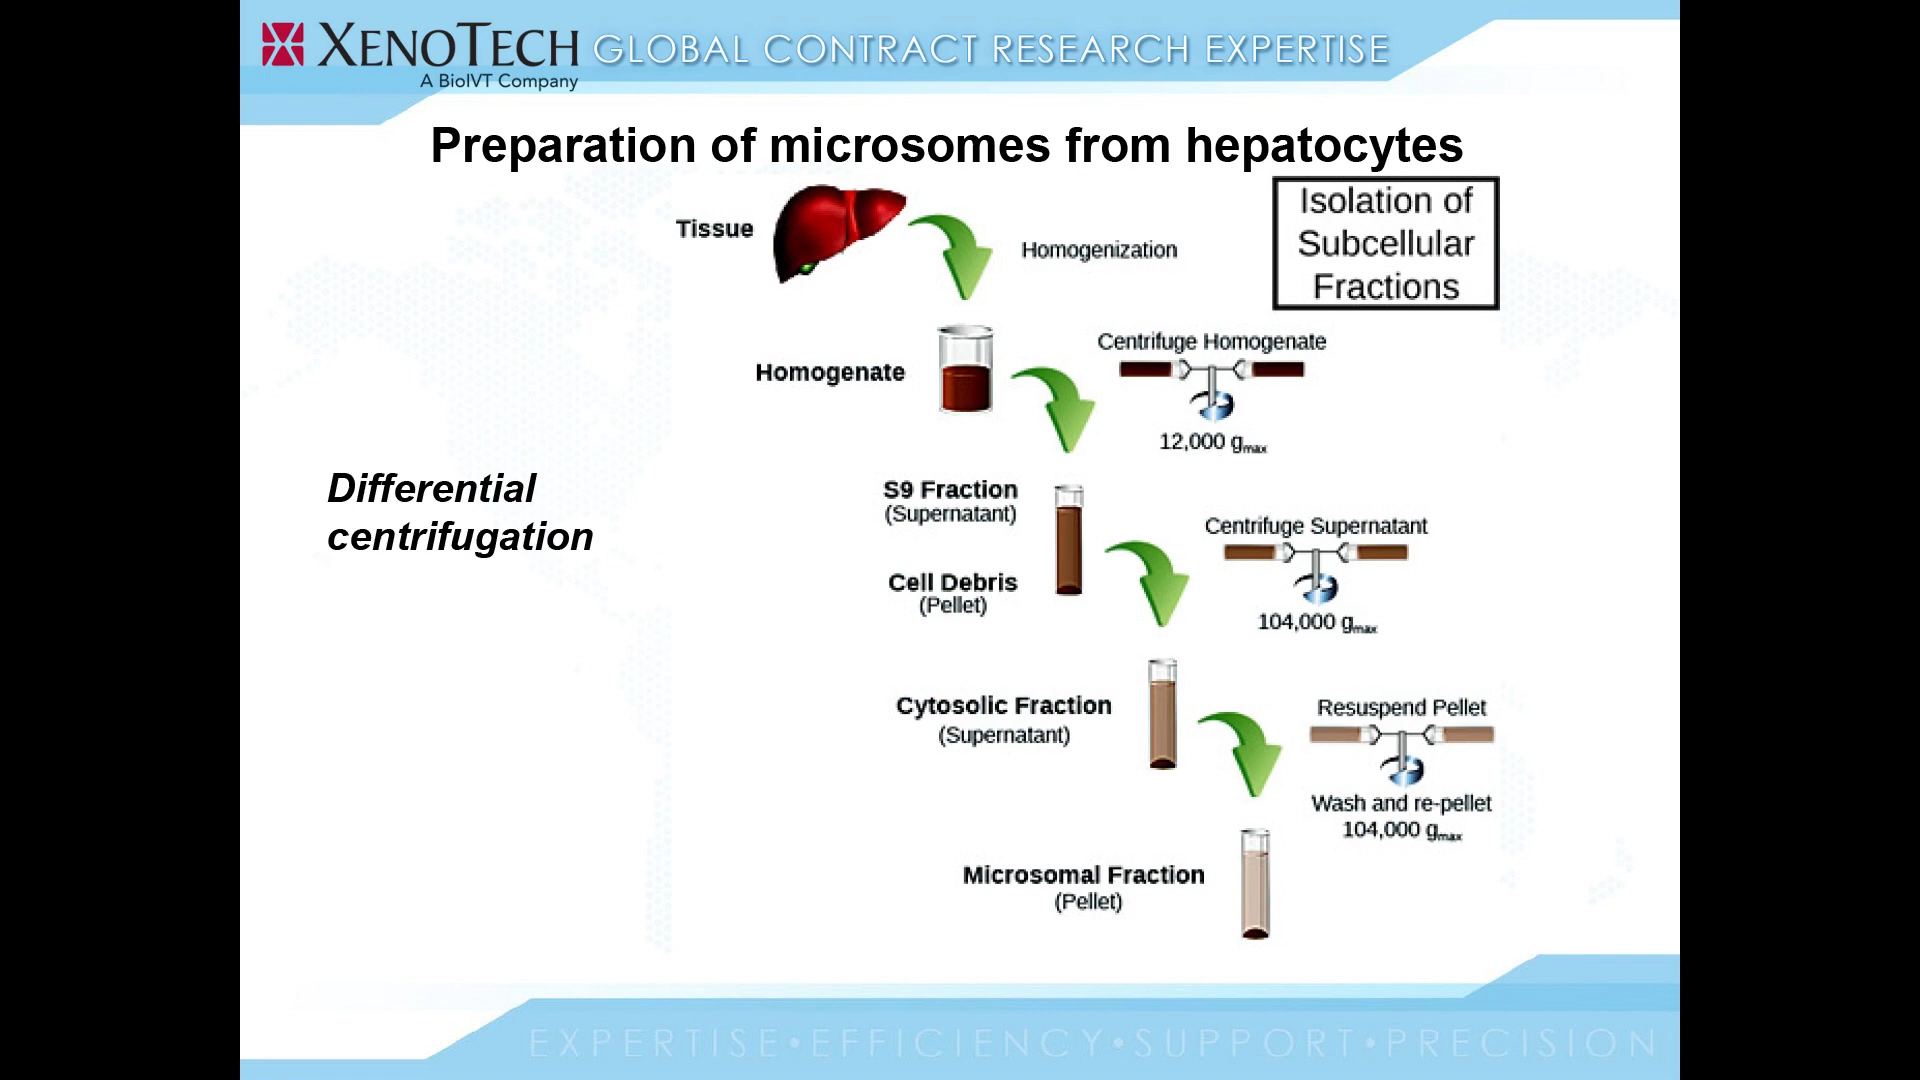 XENOTECH
A BioIVT Company
GLOBAL CONTRACT RESEARCH EXPERTISE
Preparation of microsomes from hepatocytes
Isolation of
Subcellular
Fractions
Tissue
Homogenization
Homogenate
Centrifuge Homogenate
12,000 gmax
Differential
centrifugation
S9 Fraction
(Supernatant)
Cell Debris
(Pellet)
Centrifuge Supernatant
104,000 gmax
Cytosolic Fraction
(Supernatant)
Resuspend Pellet
Wash and re-pellet
104,000 gmax
Microsomal Fraction
(Pellet)
EXPERTISE•EFFICIENCY•SUPPORT•PRECISION